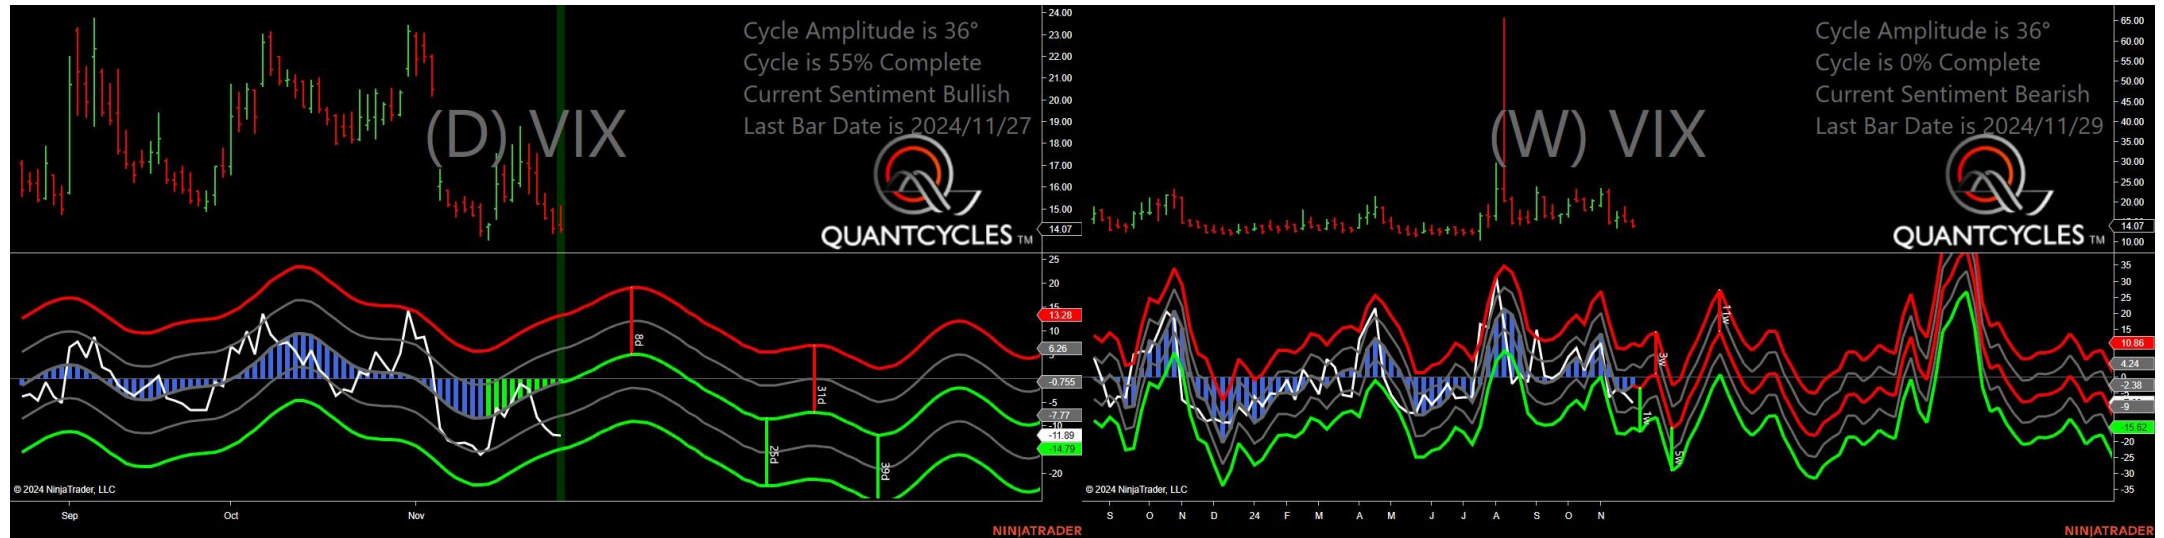 Cycle Amplitude is 36°
Cycle is 55% Complete
Current Sentiment Bullish
Last Bar Date is 2024/11/27
(D) VIX
QUANTCYCLES TM
24.00
23.00
22.00
21.00
20.00
19.00
18.00
17.00
16.00
15.00
14.07
25
20
15
13.28
10
6.26
-0.755
-5
-7.77
-10
-11.89
-14.79
-20
8d
25d
31d
39d
© 2024 NinjaTrader, LLC
Sep
Oct
Nov
NINJATRADER
Cycle Amplitude is 36°
Cycle is 0% Complete
Current Sentiment Bearish
Last Bar Date is 2024/11/29
(W) VIX
QUANTCYCLES TM
65.00
60.00
55.00
50.00
45.00
40.00
35.00
30.00
25.00
20.00
14.07
10.00
35
30
25
20
15
10.86
4.24
0
-2.38
-9
-15.62
-20
-25
-30
-35
11w
3w
1w
5w
© 2024 NinjaTrader, LLC
S
O
N
D
24
F
M
A
M
J
J
A
S
O
N
NINJATRADER